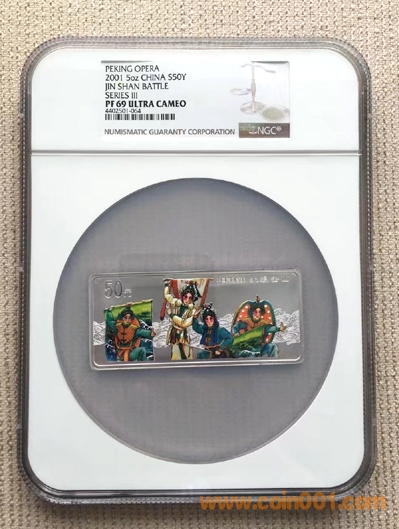 PEKING OPERA
2001 5oz CHINA S50Y
JIN SHAN BATTLE
SERIES III
PF 69 ULTRA CAMEO
4402501-064
NUMISMATIC GUARANTY CORPORATION
NGC®
50元
www.coin001.com